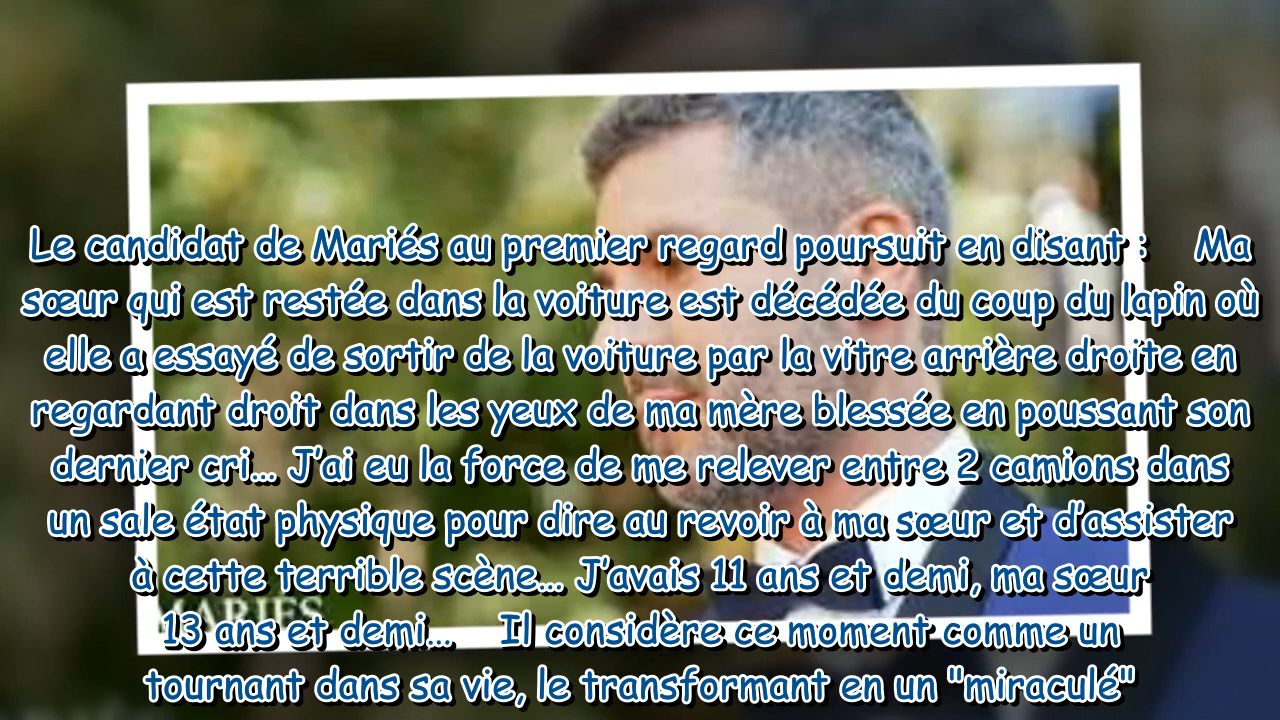 Le candidat de Mariés au premier regard poursuit en disant : Ma
sœur qui est restée dans la voiture est décédée du coup du lapin où
elle a essayé de sortir de la voiture par la vitre arrière droite en
regardant droit dans les yeux de ma mère blessée en poussant son
dernier cri... J'ai eu la force de me relever entre 2 camions dans
un sale état physique pour dire au revoir à ma sœur et d'assister
à cette terrible scène... J'avais 11 ans et demi, ma sœur
MARIÉS
13 ans et demi... Il considère ce moment comme un
tournant dans sa vie, le transformant en un "miraculé"